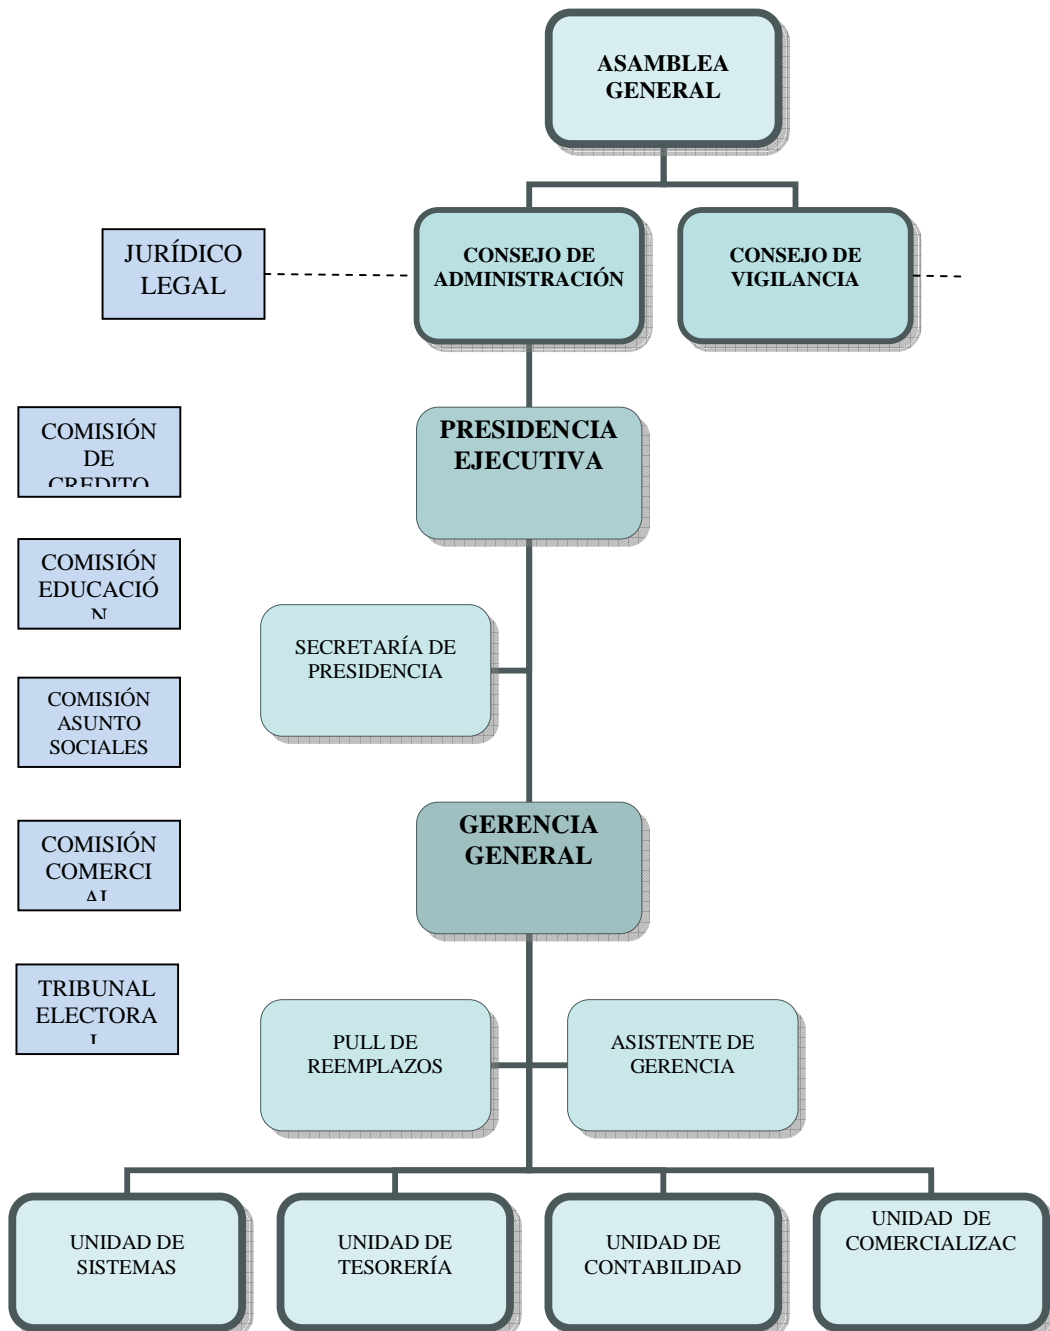 ASAMBLEA
GENERAL
JURÍDICO
LEGAL
CONSEJO DE
ADMINISTRACIÓN
CONSEJO DE
VIGILANCIA
COMISIÓN
DE
CREDITO
PRESIDENCIA
EJECUTIVA
COMISIÓN
EDUCACIÓ
N
SECRETARÍA DE
PRESIDENCIA
COMISIÓN
ASUNTO
SOCIALES
COMISIÓN
COMERCI
AL
GERENCIA
GENERAL
TRIBUNAL
ELECTORA
L
PULL DE
REEMPLAZOS
ASISTENTE DE
GERENCIA
UNIDAD DE
SISTEMAS
UNIDAD DE
TESORERÍA
UNIDAD DE
CONTABILIDAD
UNIDAD DE
COMERCIALIZAC